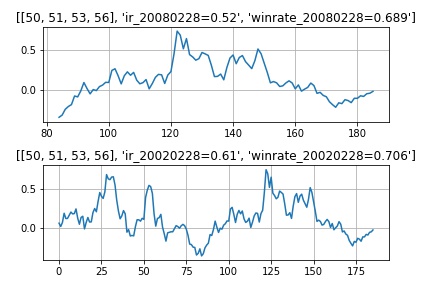 [[50, 51, 53, 56], 'ir_20080228=0.52', 'winrate_20080228=0.689']
0.5
0.0
80 100 120 140 160 180
[[50, 51, 53, 56], 'ir_20020228=0.61', 'winrate_20020228=0.706']
0.5
0.0
0 25 50 75 100 125 150 175